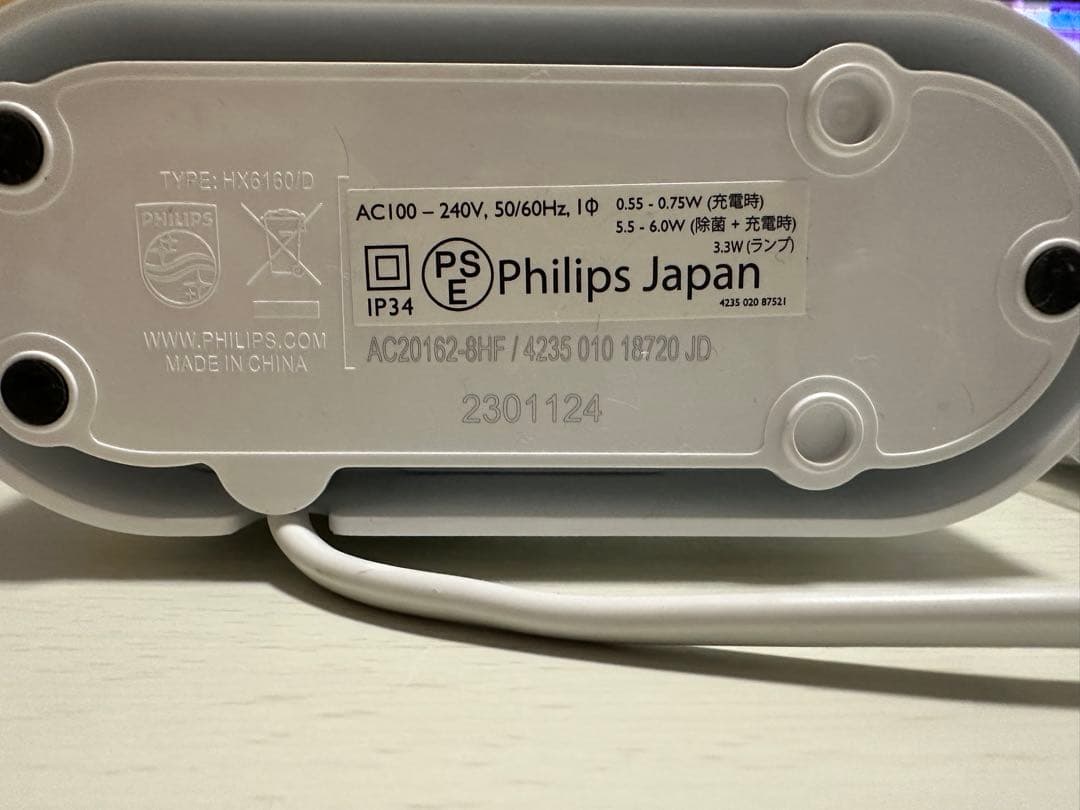 TYPE: HX6160/D
PHILIPS
WWW.PHILIPS.COM
MADE IN CHINA
AC100 – 240V, 50/60Hz, 1Φ 0.55 - 0.75W (充電時)
5.5 - 6.0W (除菌 + 充電時)
3.3W (ランプ)
PS
E
Philips Japan
IP34
4235 020 87521
AC20162-8HF / 4235 010 18720 JD
2301124